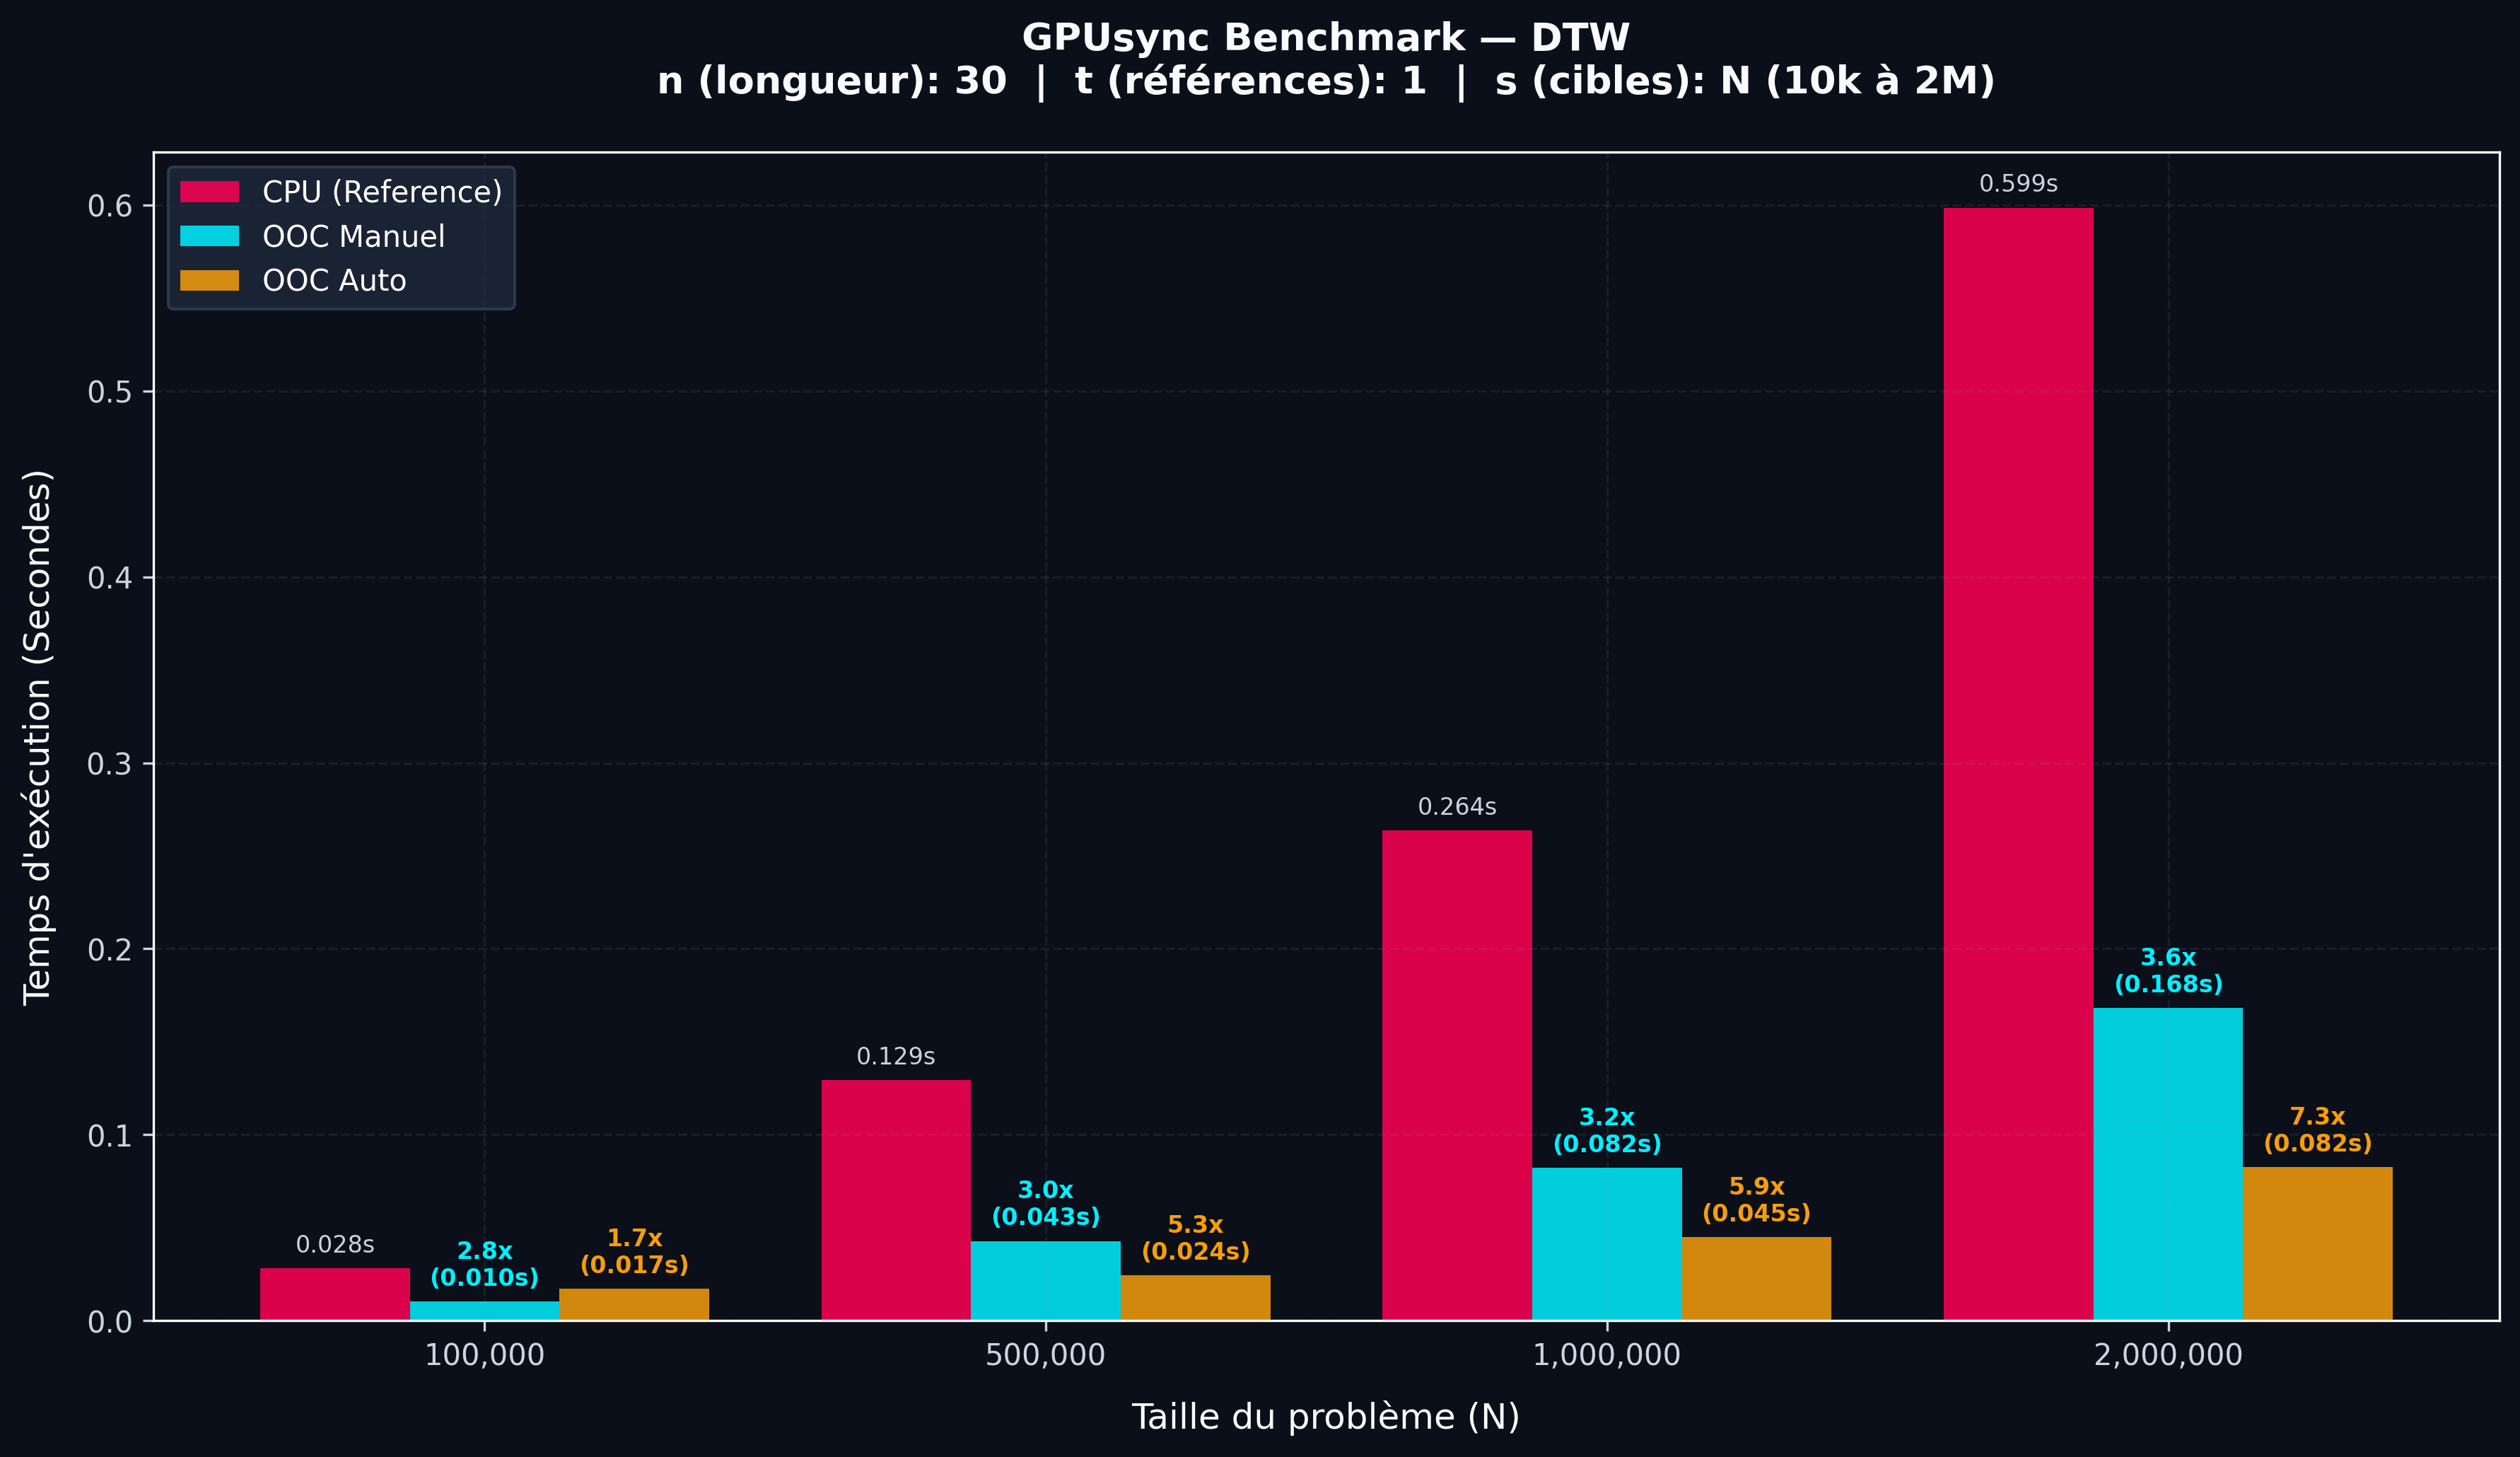 GPUsync Benchmark — DTW
n (longueur): 30 | t (références): 1 | s (cibles): N (10k à 2M)
CPU (Reference)
OOC Manuel
OOC Auto
Temps d'exécution (Secondes)
0.6
0.5
0.4
0.3
0.2
0.1
0.0
0.028s
2.8x
(0.010s)
1.7x
(0.017s)
0.129s
3.0x
(0.043s)
5.3x
(0.024s)
0.264s
3.2x
(0.082s)
5.9x
(0.045s)
0.599s
3.6x
(0.168s)
7.3x
(0.082s)
100,000
500,000
1,000,000
2,000,000
Taille du problème (N)